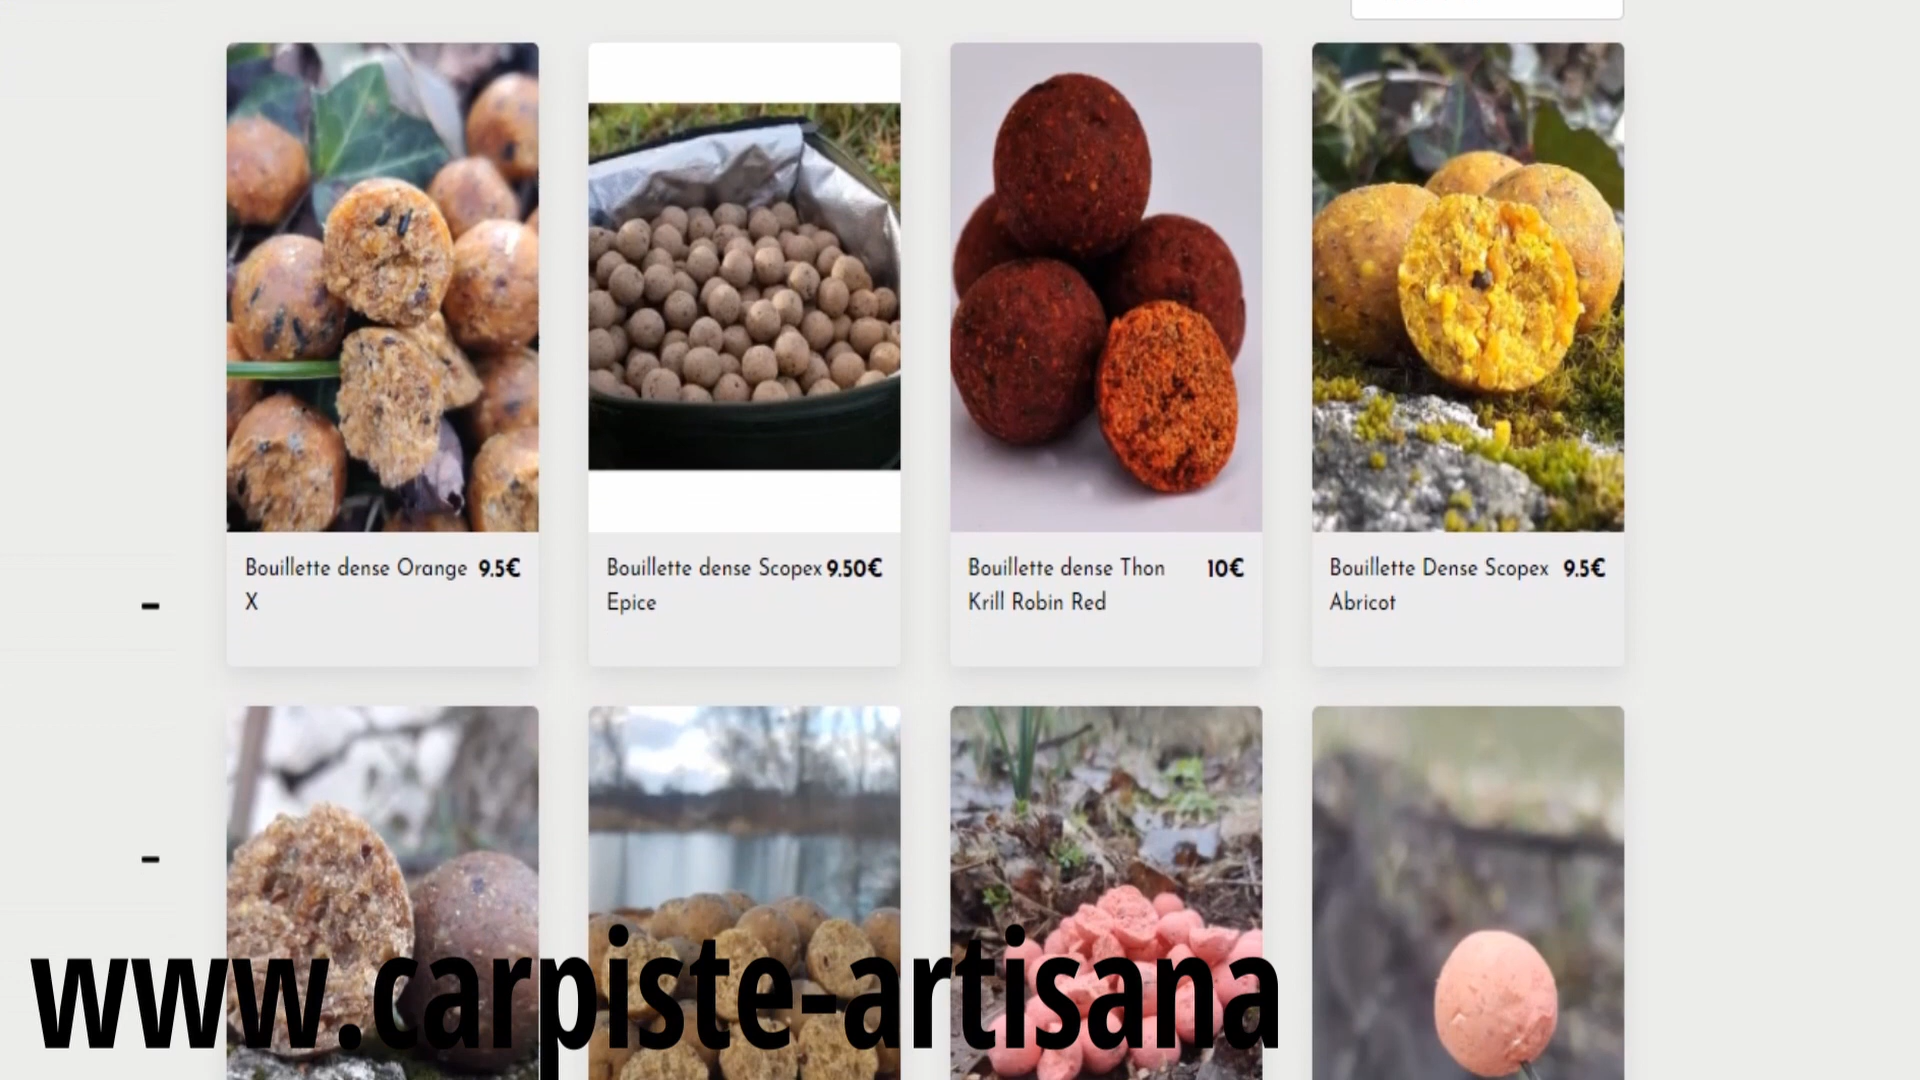 Bouillette dense Orange 9.5€
X
Bouillette dense Scopex 9.50€
Epice
Bouillette dense Thon 10€
Krill Robin Red
Bouillette Dense Scopex 9.5€
Abricot
www.carpiste-artisana